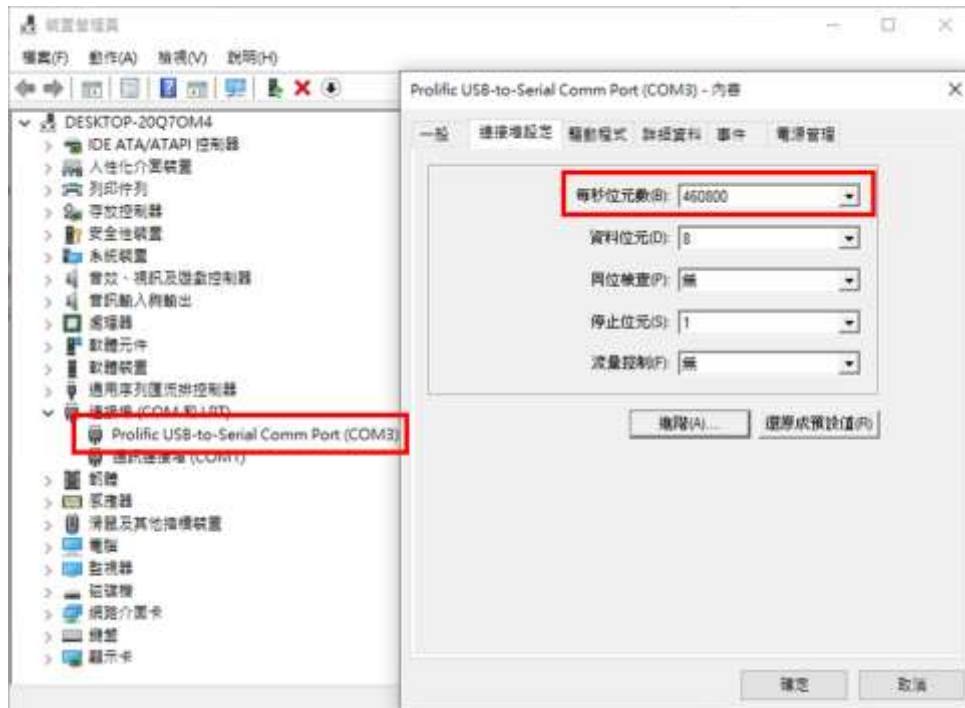 裝置管理員
檔案(F) 動作(A) 檢視(V) 說明(H)
DESKTOP-20Q7OM4
IDE ATA/ATAPI 控制器
人性化介面裝置
列印佇列
存放控制器
安全性裝置
系統裝置
音效、視訊及遊戲控制器
音訊輸入與輸出
處理器
軟體元件
軟體裝置
通用序列匯流排控制器
連接埠 (COM 和 LPT)
Prolific USB-to-Serial Comm Port (COM3)
通訊連接埠 (COM1)
韌體
感應器
滑鼠及其他指標裝置
電腦
監視器
磁碟機
網路介面卡
鍵盤
顯示卡
Prolific USB-to-Serial Comm Port (COM3) - 內容
一般 連接埠設定 驅動程式 詳細資料 事件 電源管理
每秒位元數(B): 460800
資料位元(D): 8
同位檢查(P): 無
停止位元(S): 1
流量控制(F): 無
進階(A)... 還原成預設值(R)
確定 取消